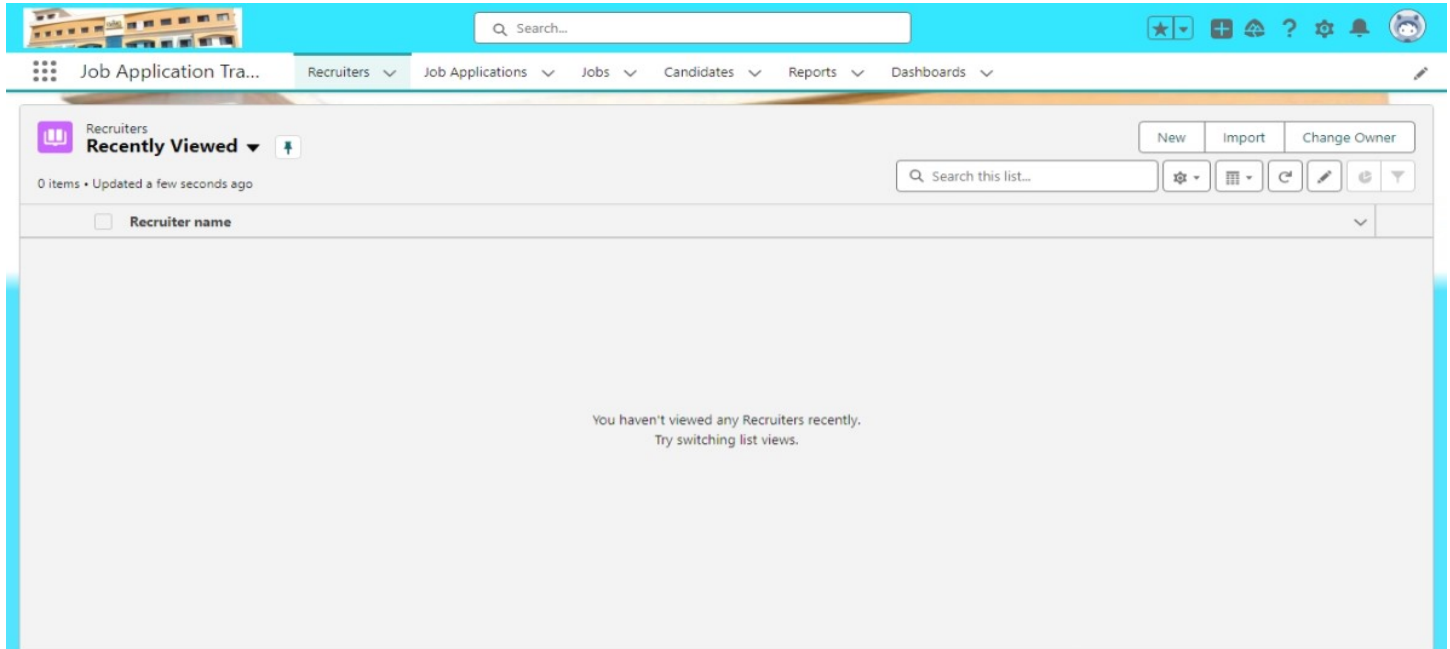 Search...
Job Application Tra...
Recruiters
Job Applications
Jobs
Candidates
Reports
Dashboards
Recruiters
Recently Viewed
New
Import
Change Owner
0 items • Updated a few seconds ago
Search this list...
Recruiter name
You haven't viewed any Recruiters recently.
Try switching list views.